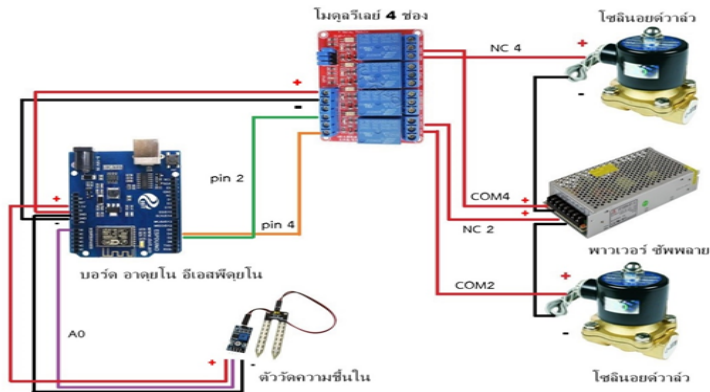 โมดูลรีเลย์ 4 ช่อง
โซลินอยด์วาล์ว
NC 4
+
+
-
-
pin 2
+
-
pin 4
COM4
+
+
NC 2
พาวเวอร์ ซัพพลาย
บอร์ด อาดุยโน อีเอสพีดุยโน
COM2
+
-
A0
+
-
ตัววัดความชื้นใน
โซลินอยด์วาล์ว